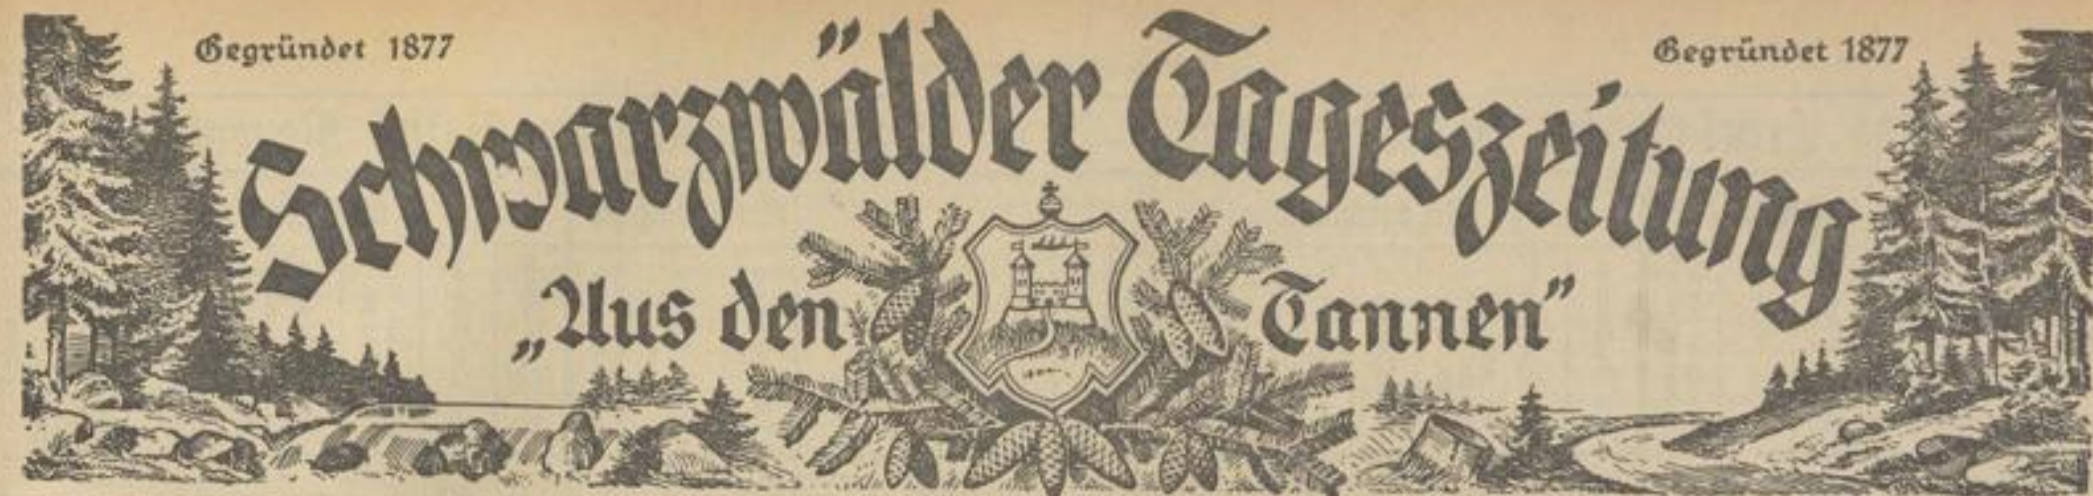 Gegründet 1877
Gegründet 1877
Schwarzwälder Tageszeitung
„Aus den Tannen“